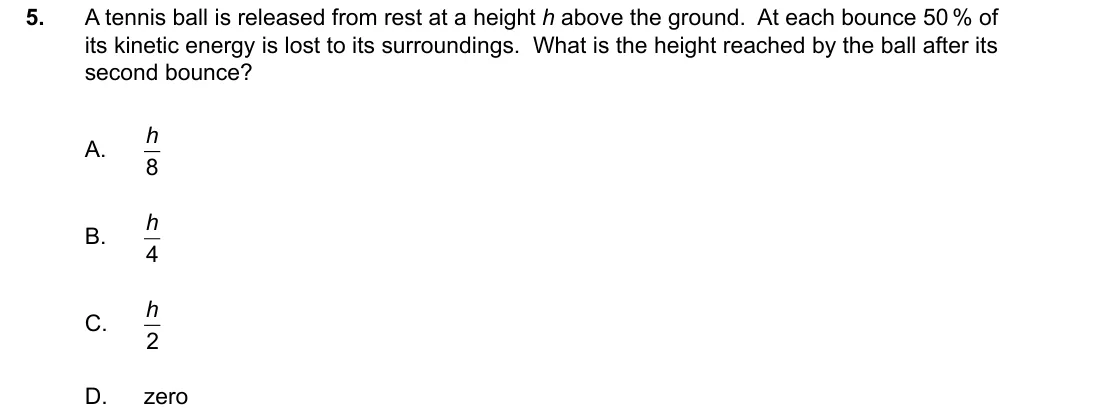 5. A tennis ball is released from rest at a height h above the ground. At each bounce 50 % of
its kinetic energy is lost to its surroundings. What is the height reached by the ball after its
second bounce?
A. h/8
B. h/4
C. h/2
D. zero